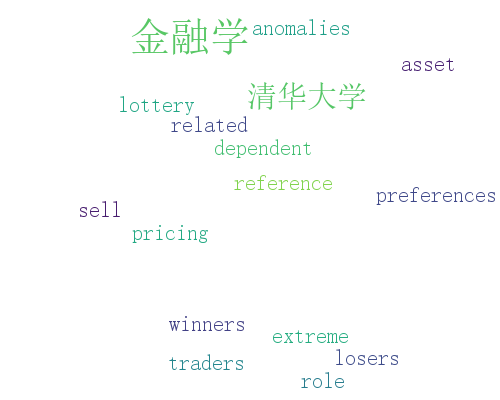 金融学
anomalies
asset
清华大学
lottery
related
dependent
reference
preferences
sell
pricing
winners
extreme
losers
traders
role